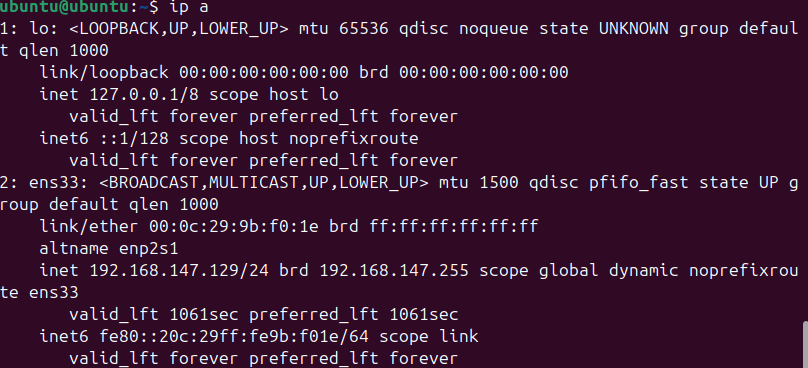 ubuntu@ubuntu:~$ ip a
1: lo: <LOOPBACK,UP,LOWER_UP> mtu 65536 qdisc noqueue state UNKNOWN group defaul
t qlen 1000
    link/loopback 00:00:00:00:00:00 brd 00:00:00:00:00:00
    inet 127.0.0.1/8 scope host lo
       valid_lft forever preferred_lft forever
    inet6 ::1/128 scope host noprefixroute
       valid_lft forever preferred_lft forever
2: ens33: <BROADCAST,MULTICAST,UP,LOWER_UP> mtu 1500 qdisc pfifo_fast state UP g
roup default qlen 1000
    link/ether 00:0c:29:9b:f0:1e brd ff:ff:ff:ff:ff:ff
    altname enp2s1
    inet 192.168.147.129/24 brd 192.168.147.255 scope global dynamic noprefixrou
te ens33
       valid_lft 1061sec preferred_lft 1061sec
    inet6 fe80::20c:29ff:fe9b:f01e/64 scope link
       valid_lft forever preferred_lft forever